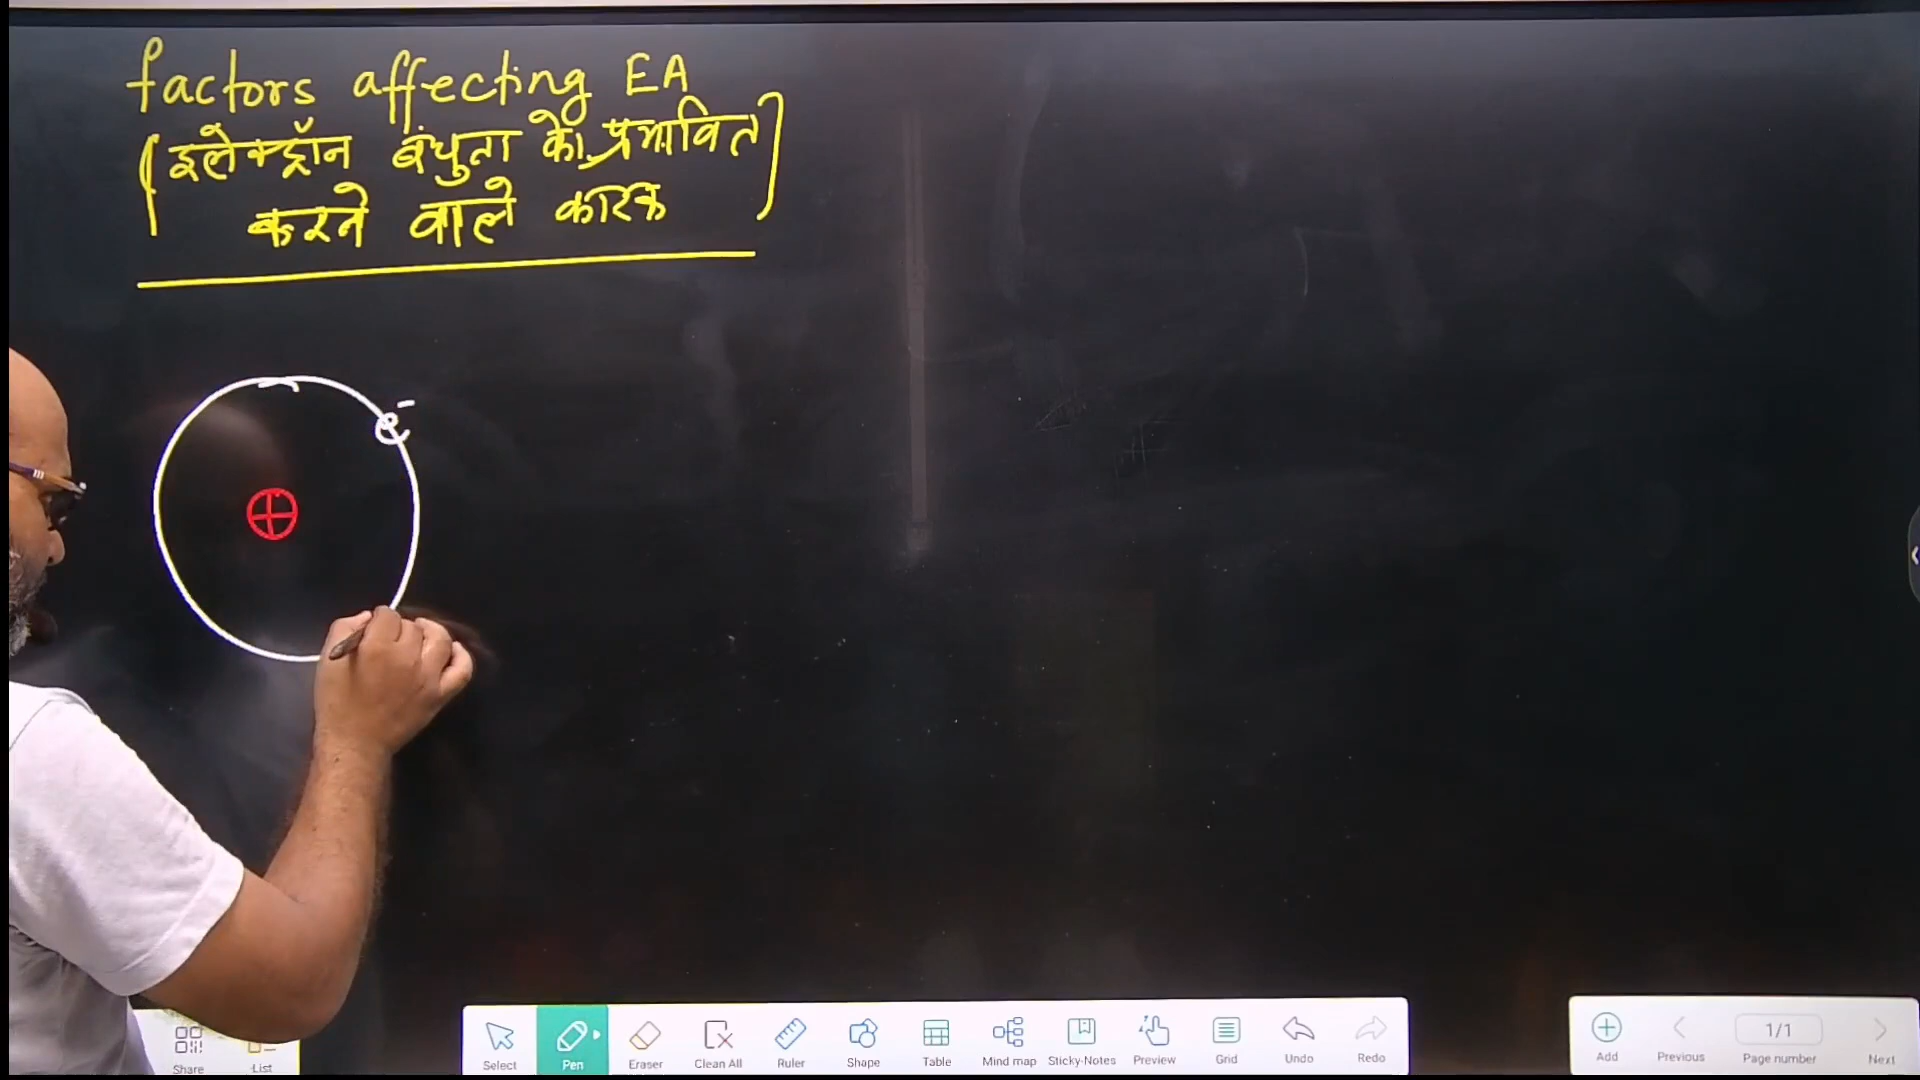 factors affecting EA
(इलेक्ट्रॉन बंधुता को प्रभावित
करने वाले कारक)
e-
Select
Pen
Eraser
Clean All
Ruler
Shape
Table
Mind map
Sticky-Notes
Preview
Grid
Undo
Redo
Share
List
Add
Previous
1/1
Page number
Next